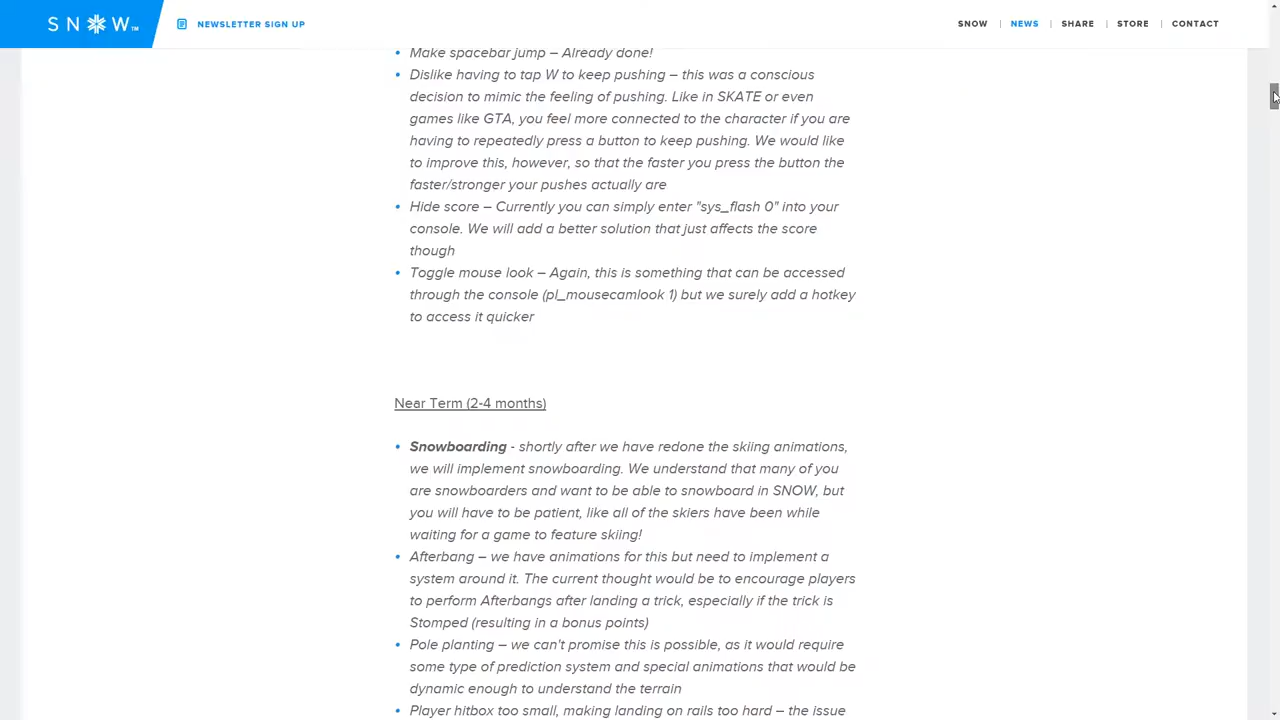 SNOW™
NEWSLETTER SIGN UP
SNOW | NEWS | SHARE | STORE | CONTACT
• Make spacebar jump – Already done!
• Dislike having to tap W to keep pushing – this was a conscious
decision to mimic the feeling of pushing. Like in SKATE or even
games like GTA, you feel more connected to the character if you are
having to repeatedly press a button to keep pushing. We would like
to improve this, however, so that the faster you press the button the
faster/stronger your pushes actually are
• Hide score – Currently you can simply enter "sys_flash 0" into your
console. We will add a better solution that just affects the score
though
• Toggle mouse look – Again, this is something that can be accessed
through the console (pl_mousecamlook 1) but we surely add a hotkey
to access it quicker
Near Term (2-4 months)
• Snowboarding - shortly after we have redone the skiing animations,
we will implement snowboarding. We understand that many of you
are snowboarders and want to be able to snowboard in SNOW, but
you will have to be patient, like all of the skiers have been while
waiting for a game to feature skiing!
• Afterbang – we have animations for this but need to implement a
system around it. The current thought would be to encourage players
to perform Afterbangs after landing a trick, especially if the trick is
Stomped (resulting in a bonus points)
• Pole planting – we can't promise this is possible, as it would require
some type of prediction system and special animations that would be
dynamic enough to understand the terrain
• Player hitbox too small, making landing on rails too hard – the issue